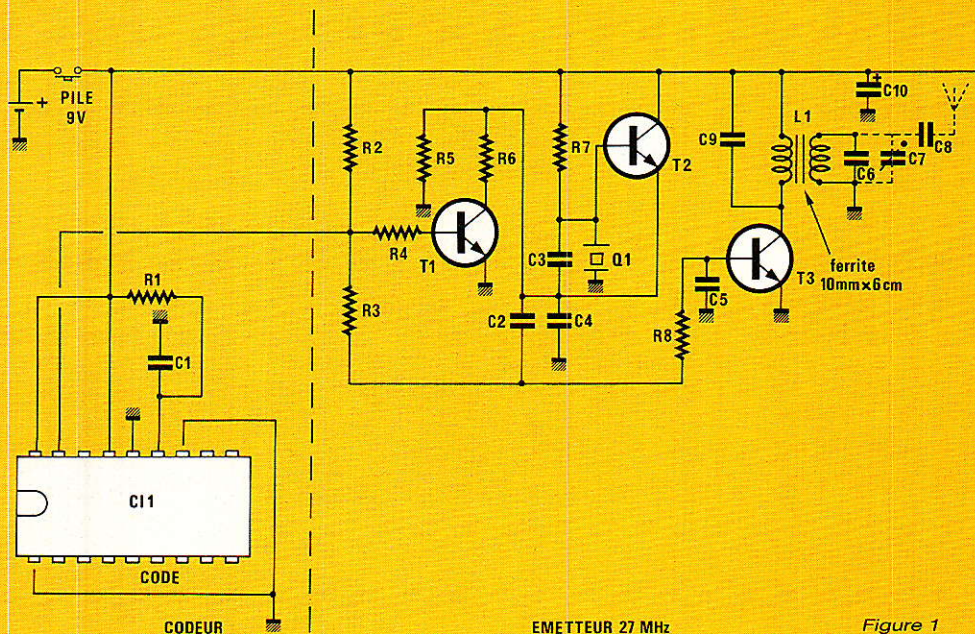 PILE
9V
+
R2
R5
R6
R7
T2
C9
L1
+
C10
C8
C6
C7
R4
T1
C3
Q1
T3
ferrite
10mm×6cm
R1
C1
R3
C2
C4
R8
C5
CI1
CODE
CODEUR
EMETTEUR 27 MHz
Figure 1